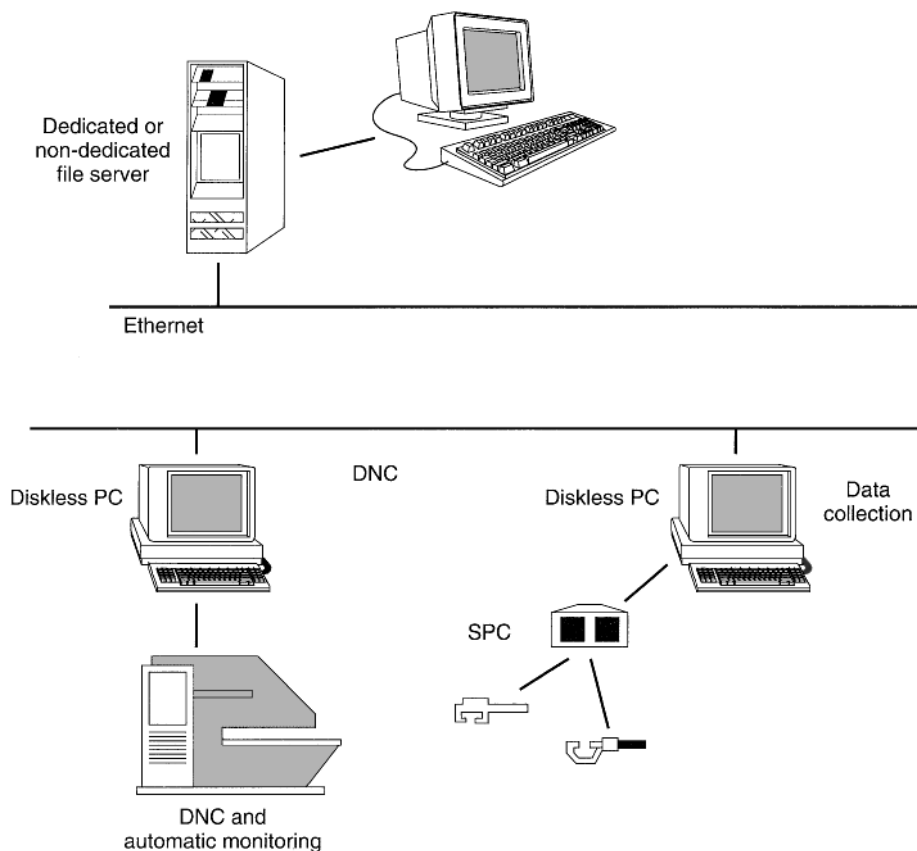 Dedicated or
non-dedicated
file server
Ethernet
DNC
Diskless PC
Diskless PC
Data
collection
SPC
DNC and
automatic monitoring